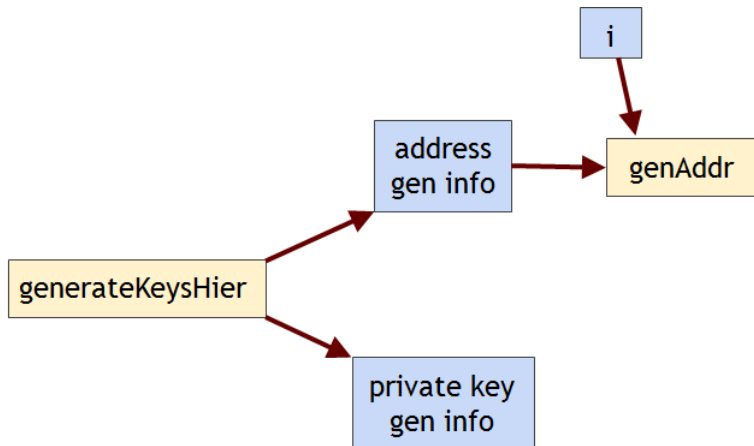 i
address
gen info
genAddr
generateKeysHier
private key
gen info